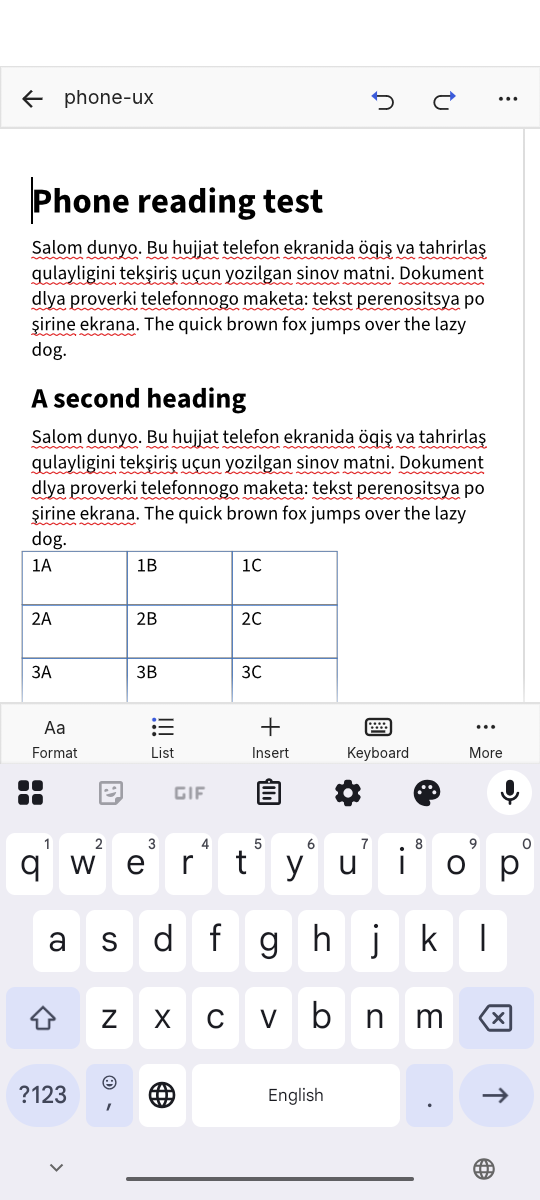 phone-ux
Phone reading test
Salom dunyo. Bu hujjat telefon ekranida öqiş va tahrirlaş
qulayligini tekşiriş uçun yozilgan sinov matni. Dokument
dlya proverki telefonnogo maketa: tekst perenositsya po
şirine ekrana. The quick brown fox jumps over the lazy
dog.
A second heading
Salom dunyo. Bu hujjat telefon ekranida öqiş va tahrirlaş
qulayligini tekşiriş uçun yozilgan sinov matni. Dokument
dlya proverki telefonnogo maketa: tekst perenositsya po
şirine ekrana. The quick brown fox jumps over the lazy
dog.
1A 1B 1C
2A 2B 2C
3A 3B 3C
Aa
Format List Insert Keyboard More
GIF
1 2 3 4 5 6 7 8 9 0
q w e r t y u i o p
a s d f g h j k l
z x c v b n m
?123 , English .